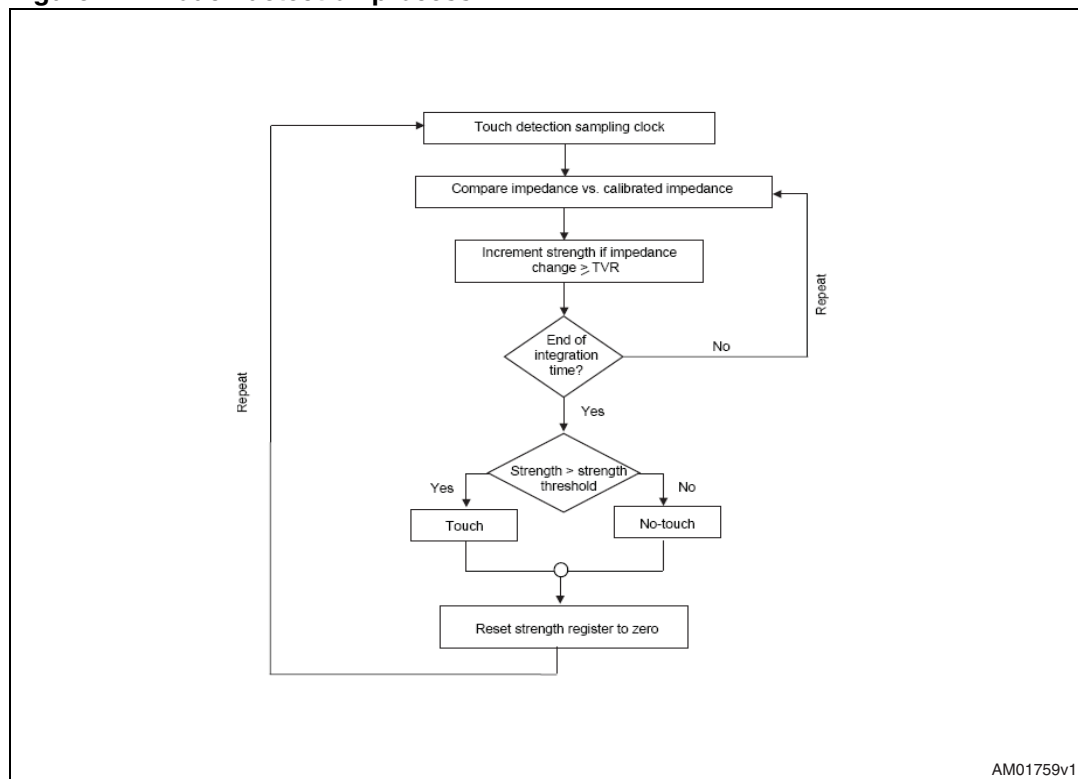 Touch detection sampling clock
Compare impedance vs. calibrated impedance
Increment strength if impedance
change ≥ TVR
Repeat
End of
integration
time?
No
Repeat
Yes
Strength > strength
threshold
Yes
No
Touch
No-touch
Reset strength register to zero
AM01759v1